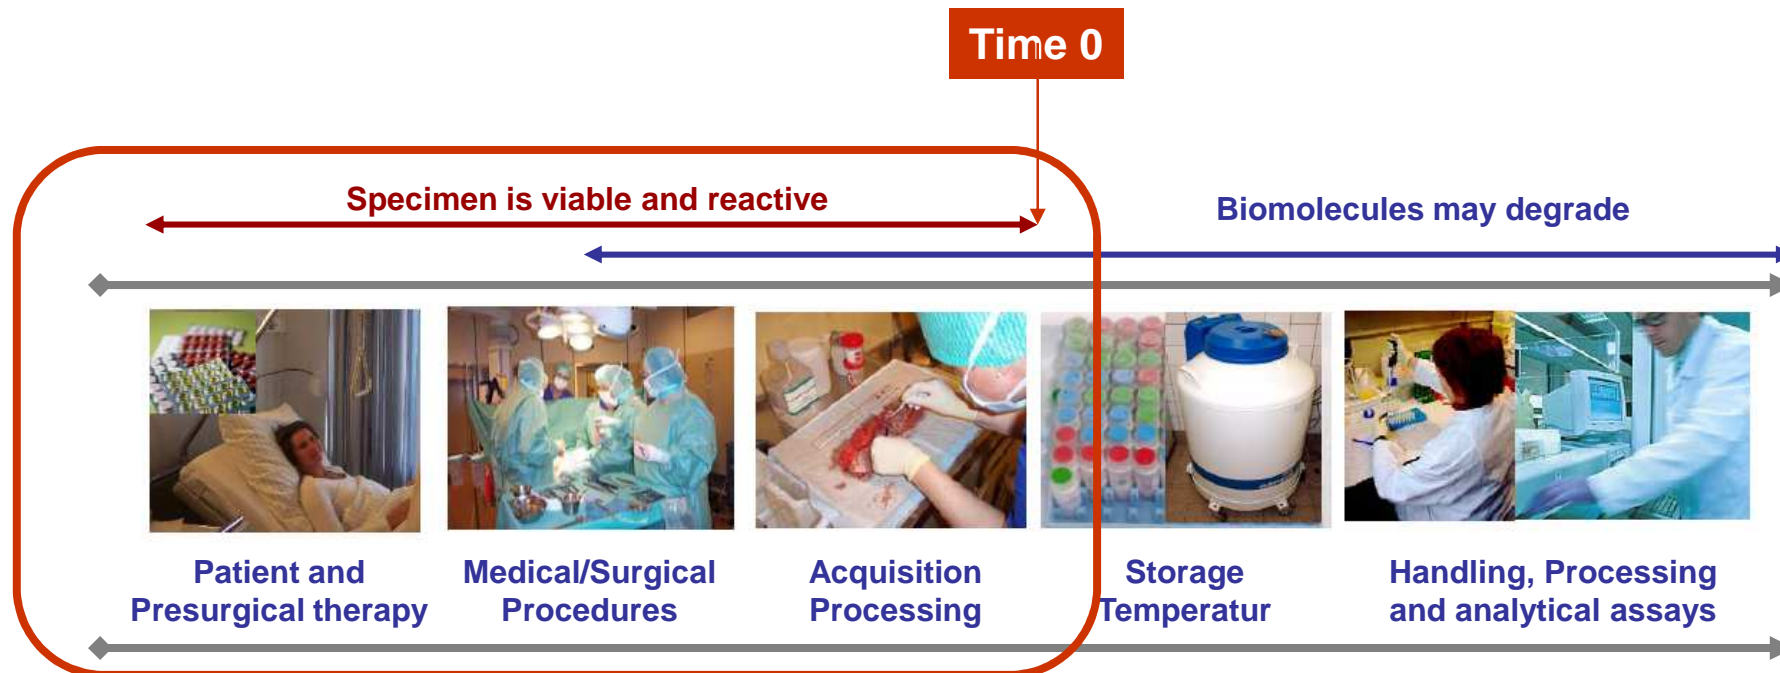 Time 0
Specimen is viable and reactive
Biomolecules may degrade
Patient and
Presurgical therapy
Medical/Surgical
Procedures
Acquisition
Processing
Storage
Temperatur
Handling, Processing
and analytical assays